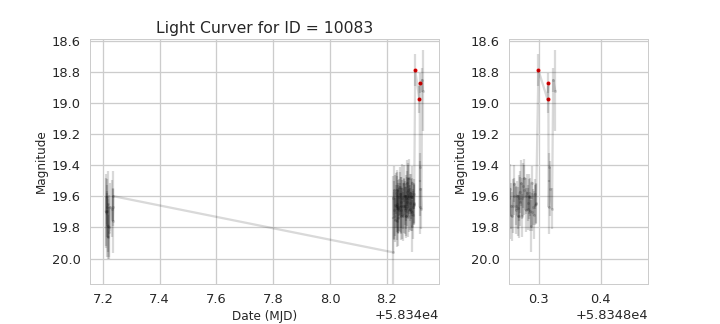 Light Curver for ID = 10083
18.6
18.8
19.0
19.2
19.4
19.6
19.8
20.0
Magnitude
7.2 7.4 7.6 7.8 8.0 8.2
Date (MJD)
+5.834e4
18.6
18.8
19.0
19.2
19.4
19.6
19.8
20.0
Magnitude
0.3 0.4
+5.8348e4